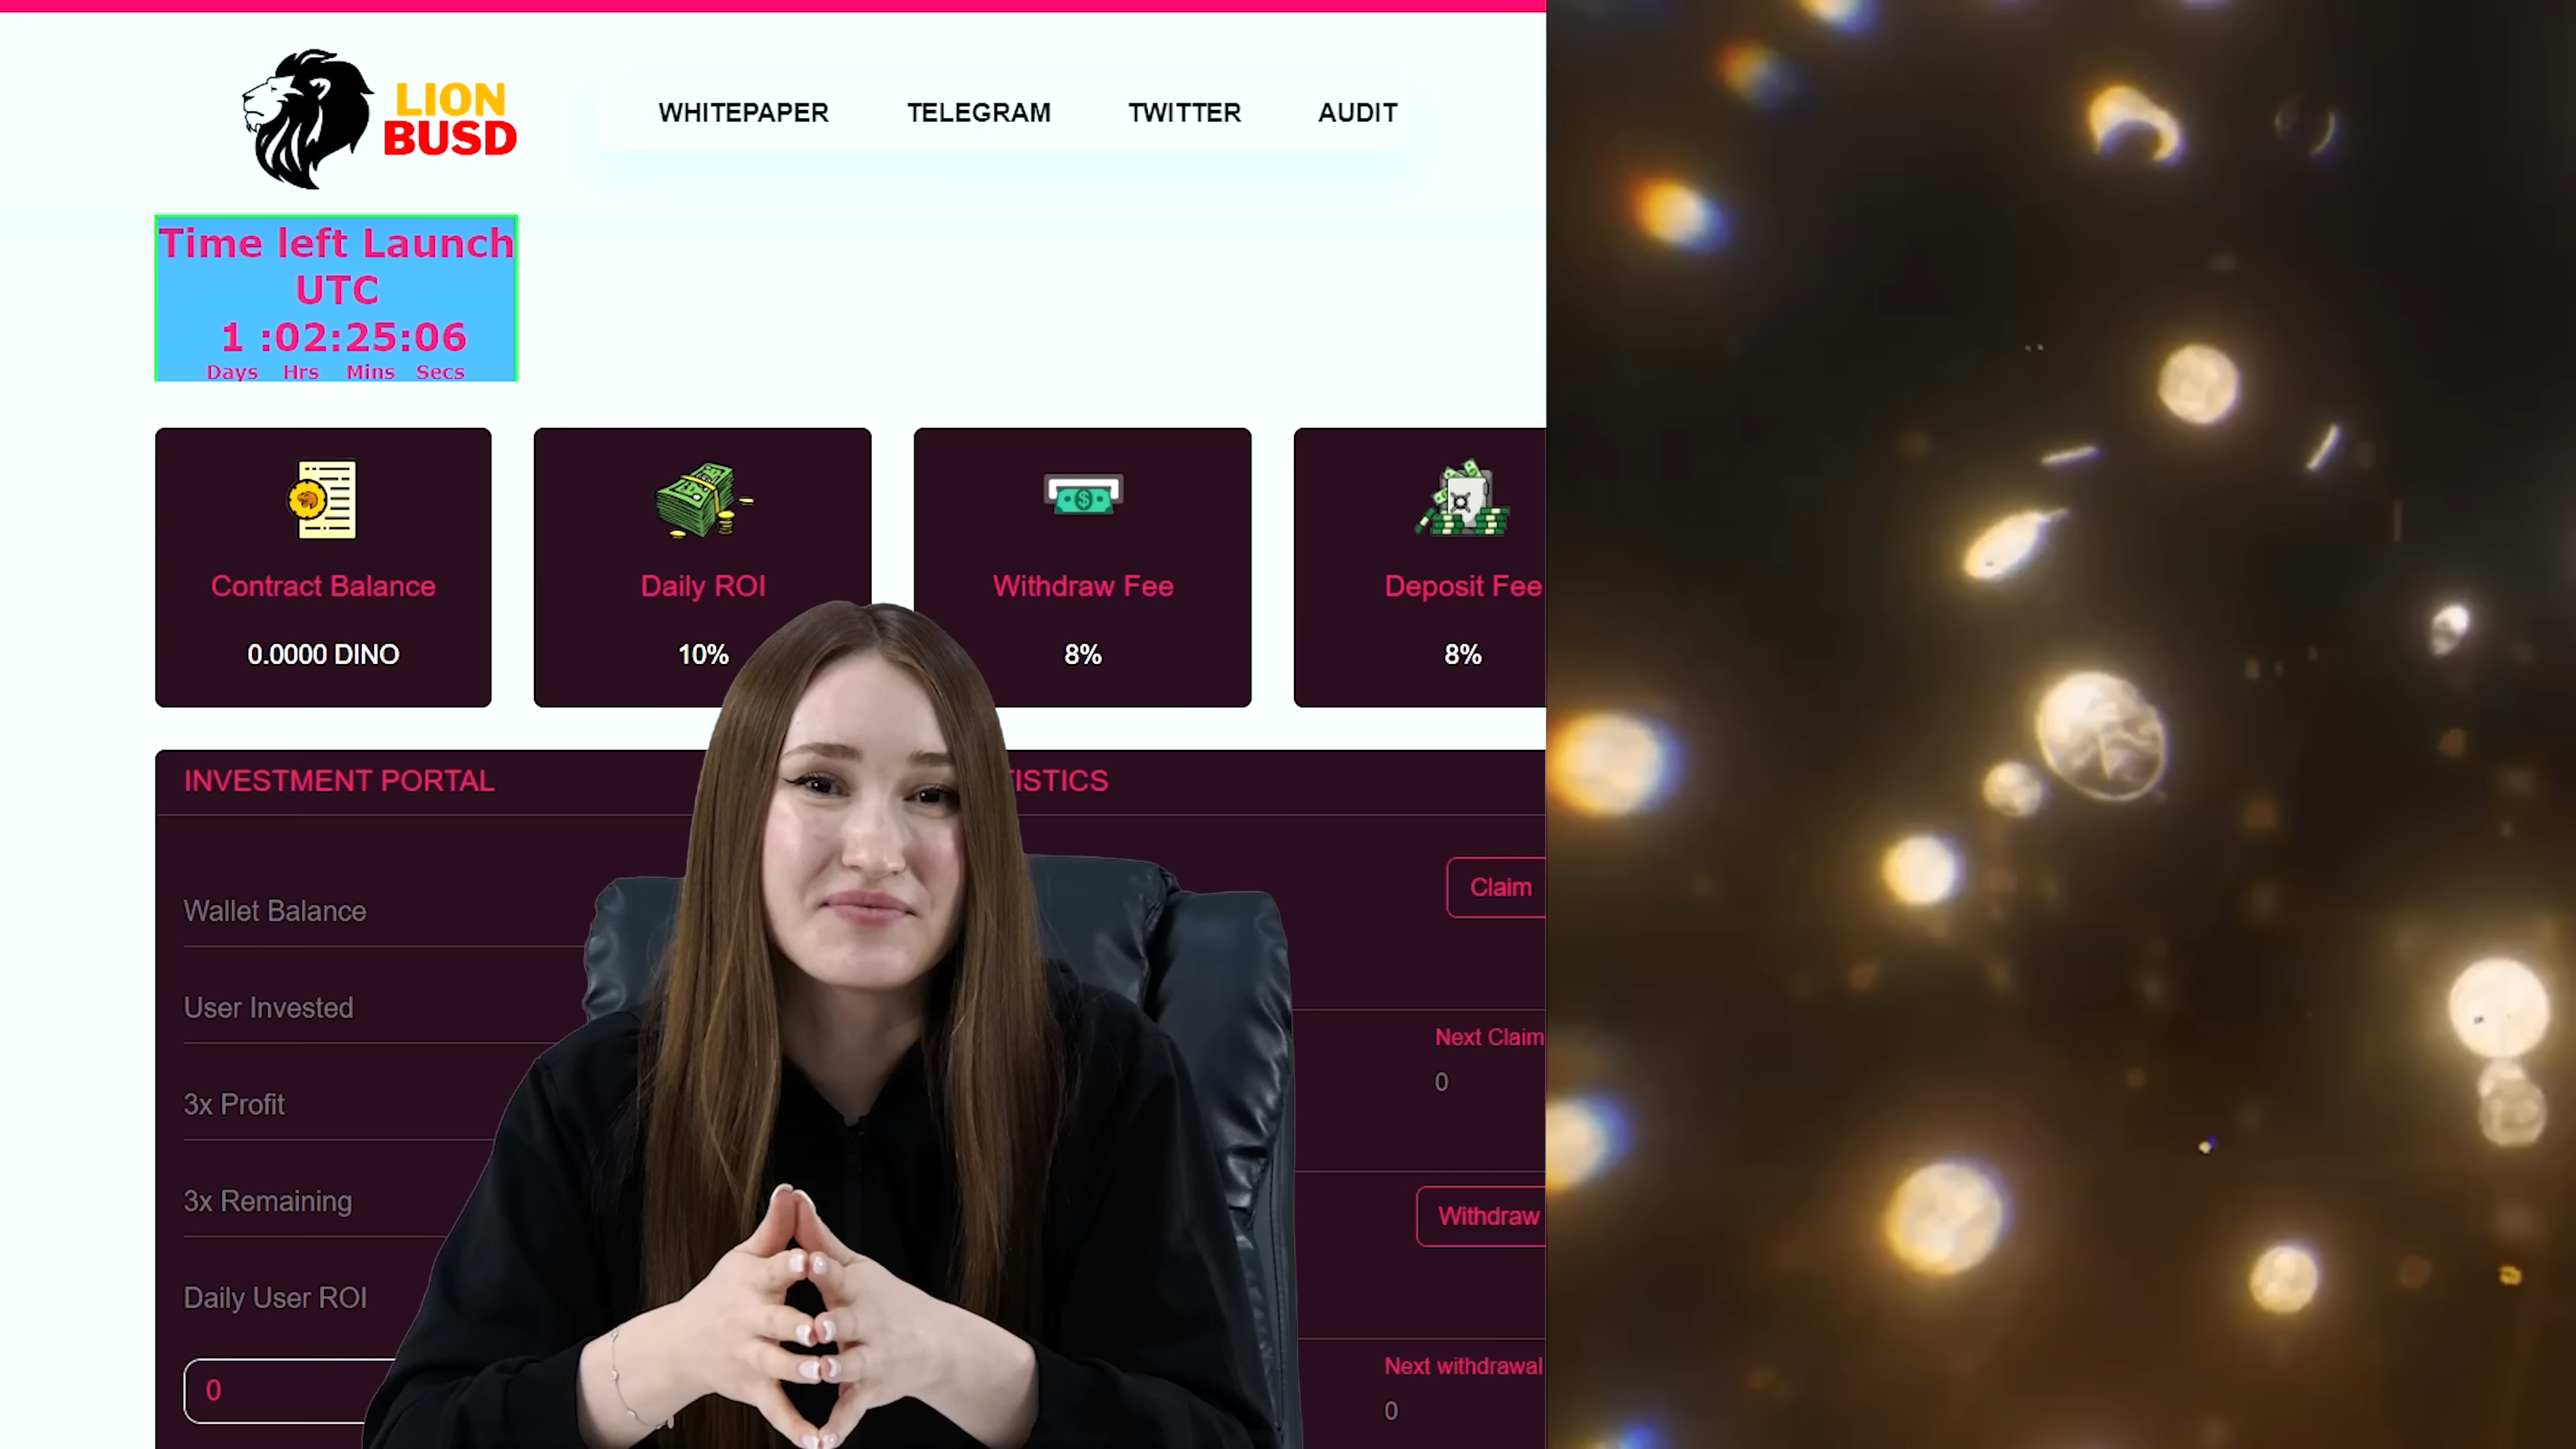 LION
BUSD
WHITEPAPER
TELEGRAM
TWITTER
AUDIT
Time left Launch
UTC
1 :02:25:06
Days Hrs Mins Secs
Contract Balance
0.0000 DINO
Daily ROI
10%
Withdraw Fee
8%
Deposit Fee
8%
INVESTMENT PORTAL
Wallet Balance
User Invested
3x Profit
3x Remaining
Daily User ROI
0
TISTICS
Claim
Next Claim
0
Withdraw
Next withdrawal
0